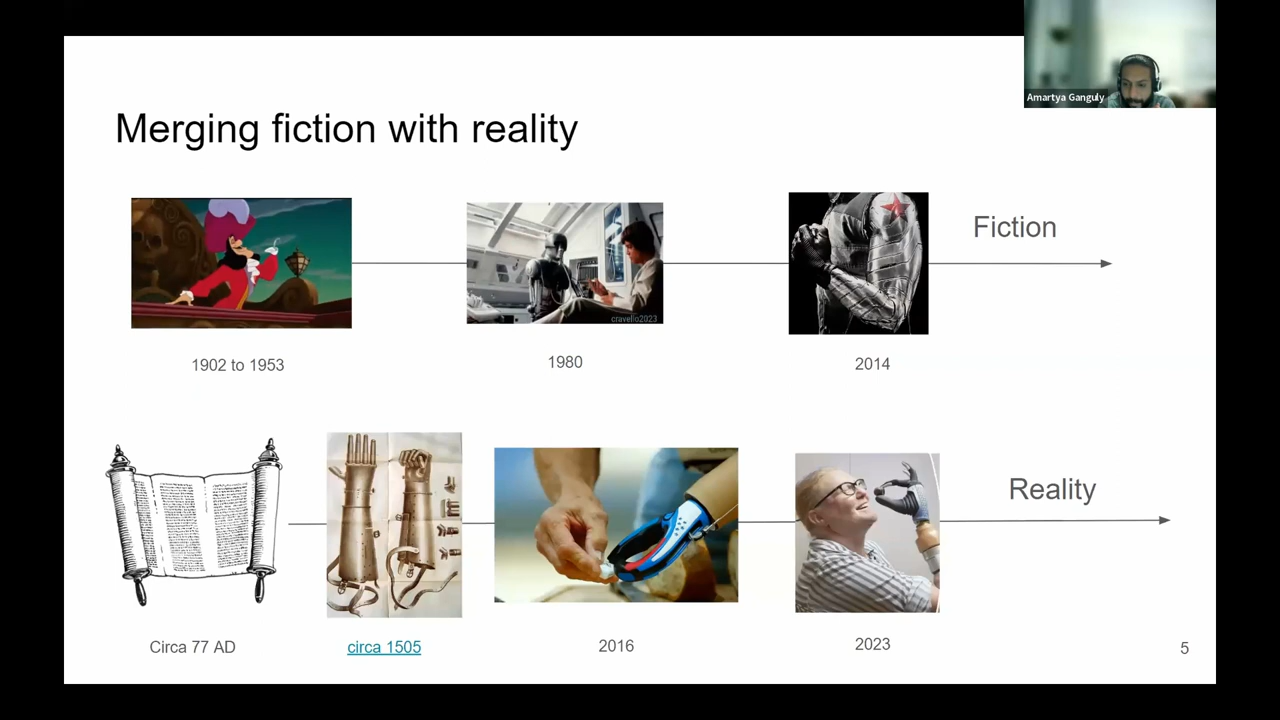 Amartya Ganguly
Merging fiction with reality
Fiction
cravello2023
1902 to 1953
1980
2014
Reality
Circa 77 AD
circa 1505
2016
2023
5